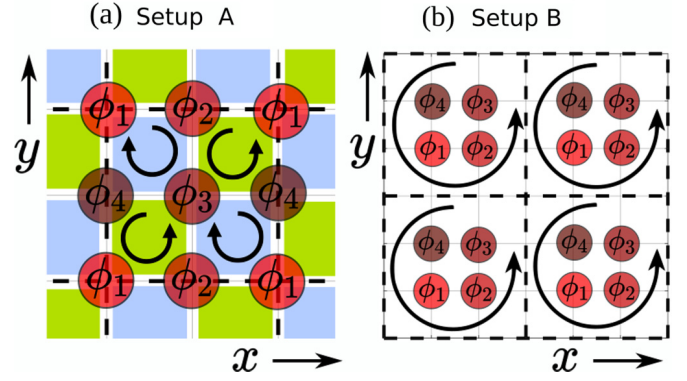 (a) Setup A
ϕ1 ϕ2 ϕ1
y
ϕ4 ϕ3 ϕ4
ϕ1 ϕ2 ϕ1
x
(b) Setup B
ϕ4 ϕ3 ϕ4 ϕ3
y
ϕ1 ϕ2 ϕ1 ϕ2
ϕ4 ϕ3 ϕ4 ϕ3
ϕ1 ϕ2 ϕ1 ϕ2
x